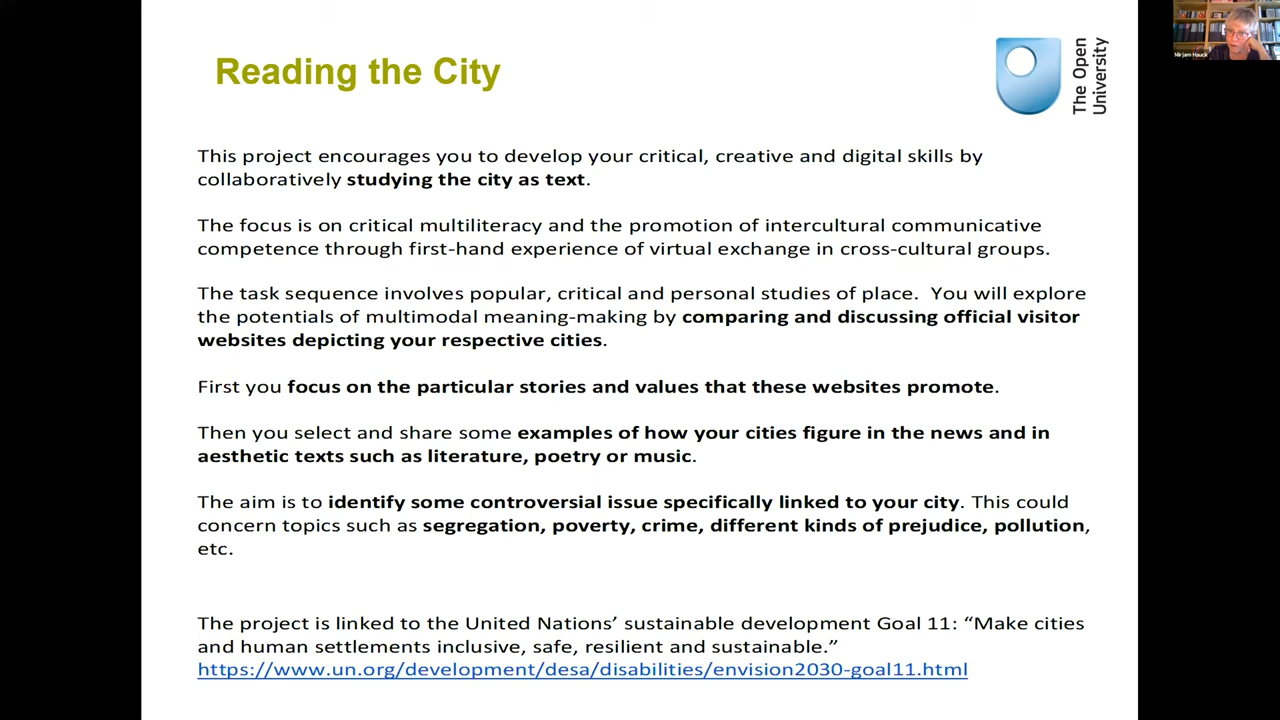 Reading the City
The Open
University
Mirjam Hauck
This project encourages you to develop your critical, creative and digital skills by
collaboratively studying the city as text.
The focus is on critical multiliteracy and the promotion of intercultural communicative
competence through first-hand experience of virtual exchange in cross-cultural groups.
The task sequence involves popular, critical and personal studies of place.  You will explore
the potentials of multimodal meaning-making by comparing and discussing official visitor
websites depicting your respective cities.
First you focus on the particular stories and values that these websites promote.
Then you select and share some examples of how your cities figure in the news and in
aesthetic texts such as literature, poetry or music.
The aim is to identify some controversial issue specifically linked to your city. This could
concern topics such as segregation, poverty, crime, different kinds of prejudice, pollution,
etc.
The project is linked to the United Nations’ sustainable development Goal 11: “Make cities
and human settlements inclusive, safe, resilient and sustainable.”
https://www.un.org/development/desa/disabilities/envision2030-goal11.html